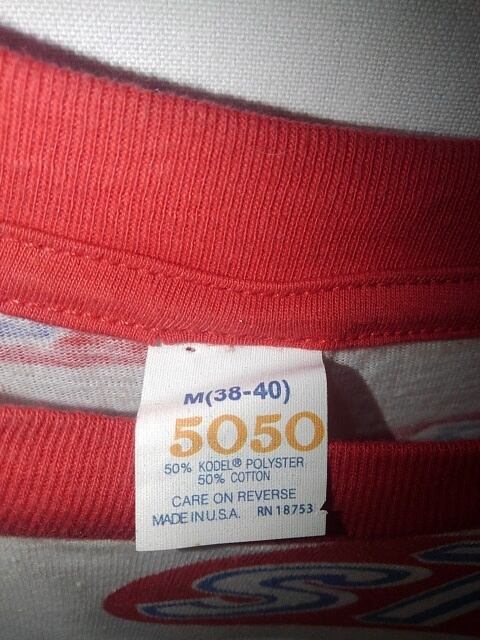 M(38-40)
5050
50% KODEL® POLYSTER
50% COTTON
CARE ON REVERSE
MADE IN U.S.A. RN 18753